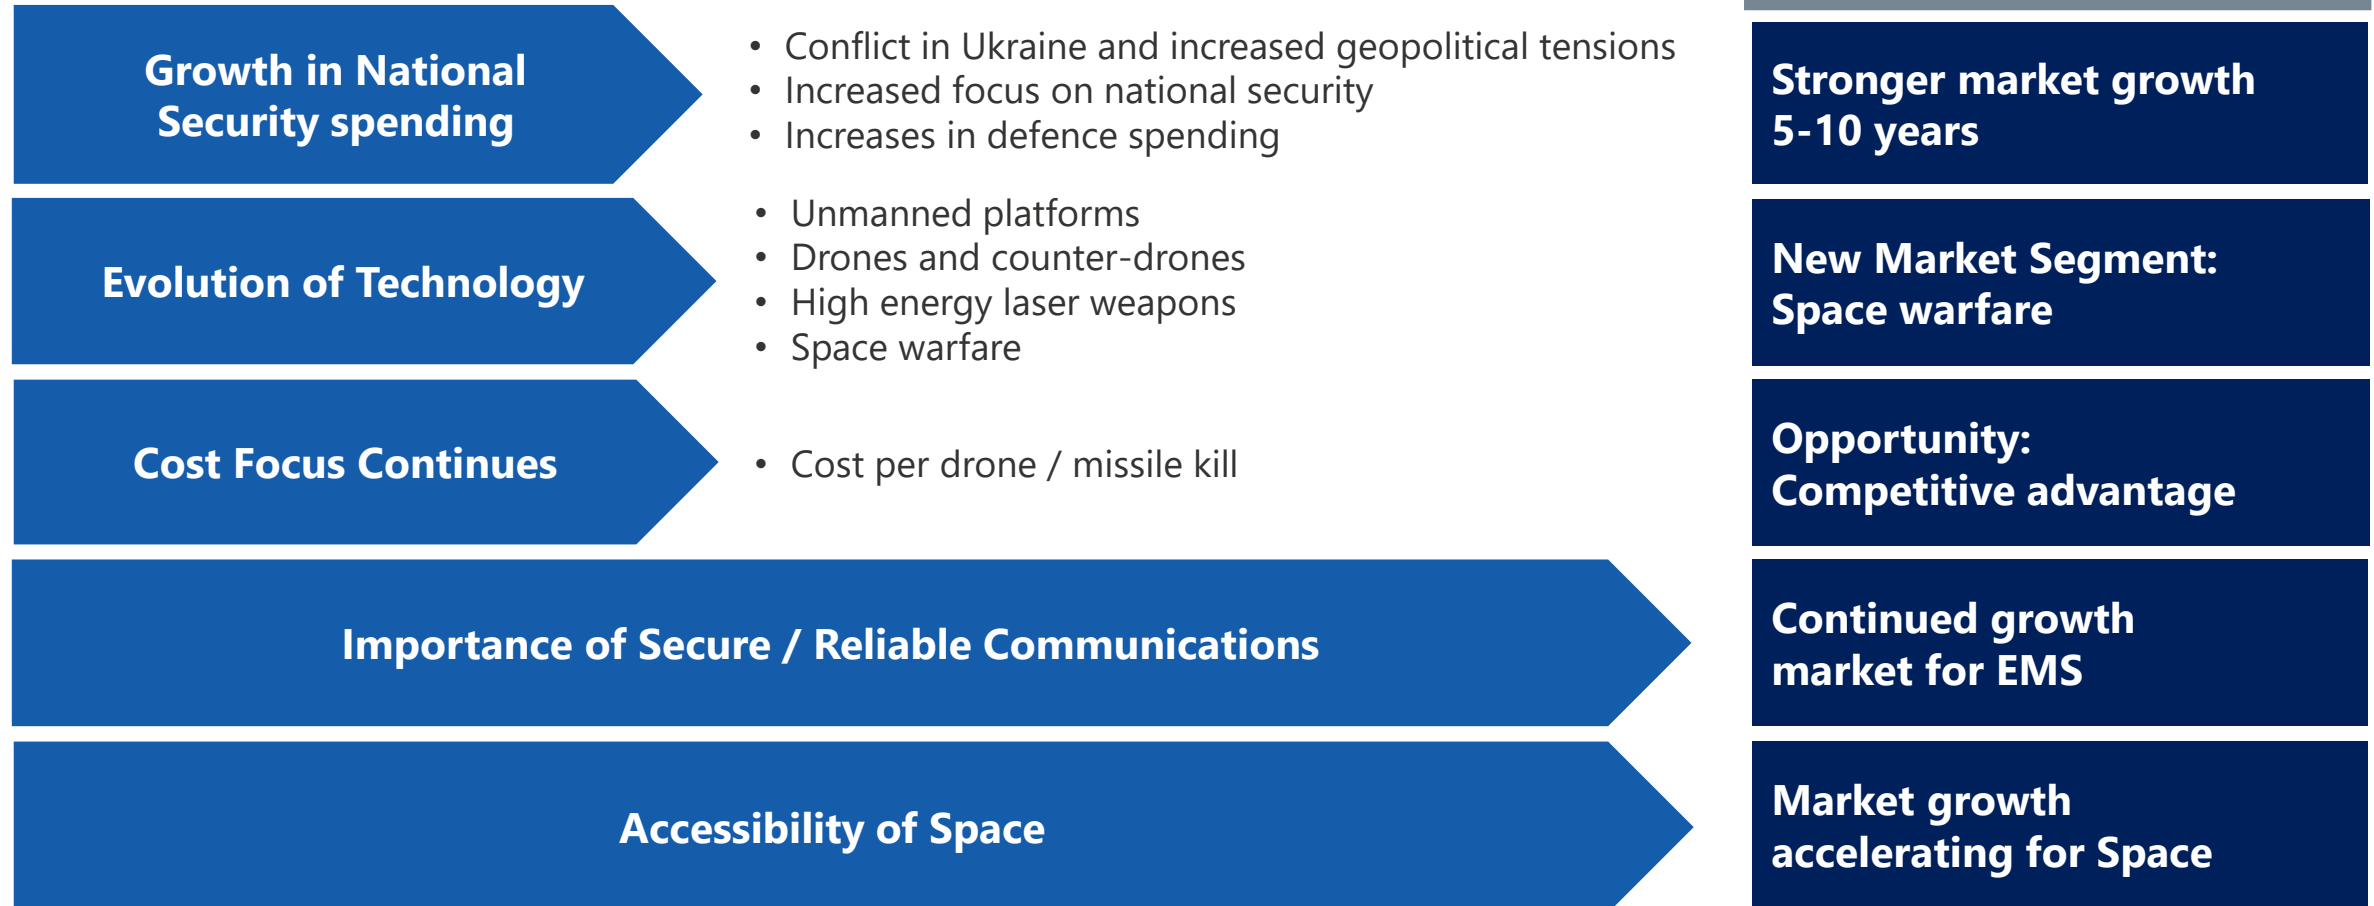 Growth in National
Security spending
• Conflict in Ukraine and increased geopolitical tensions
• Increased focus on national security
• Increases in defence spending
Stronger market growth
5-10 years
Evolution of Technology
• Unmanned platforms
• Drones and counter-drones
• High energy laser weapons
• Space warfare
New Market Segment:
Space warfare
Cost Focus Continues
• Cost per drone / missile kill
Opportunity:
Competitive advantage
Importance of Secure / Reliable Communications
Continued growth
market for EMS
Accessibility of Space
Market growth
accelerating for Space